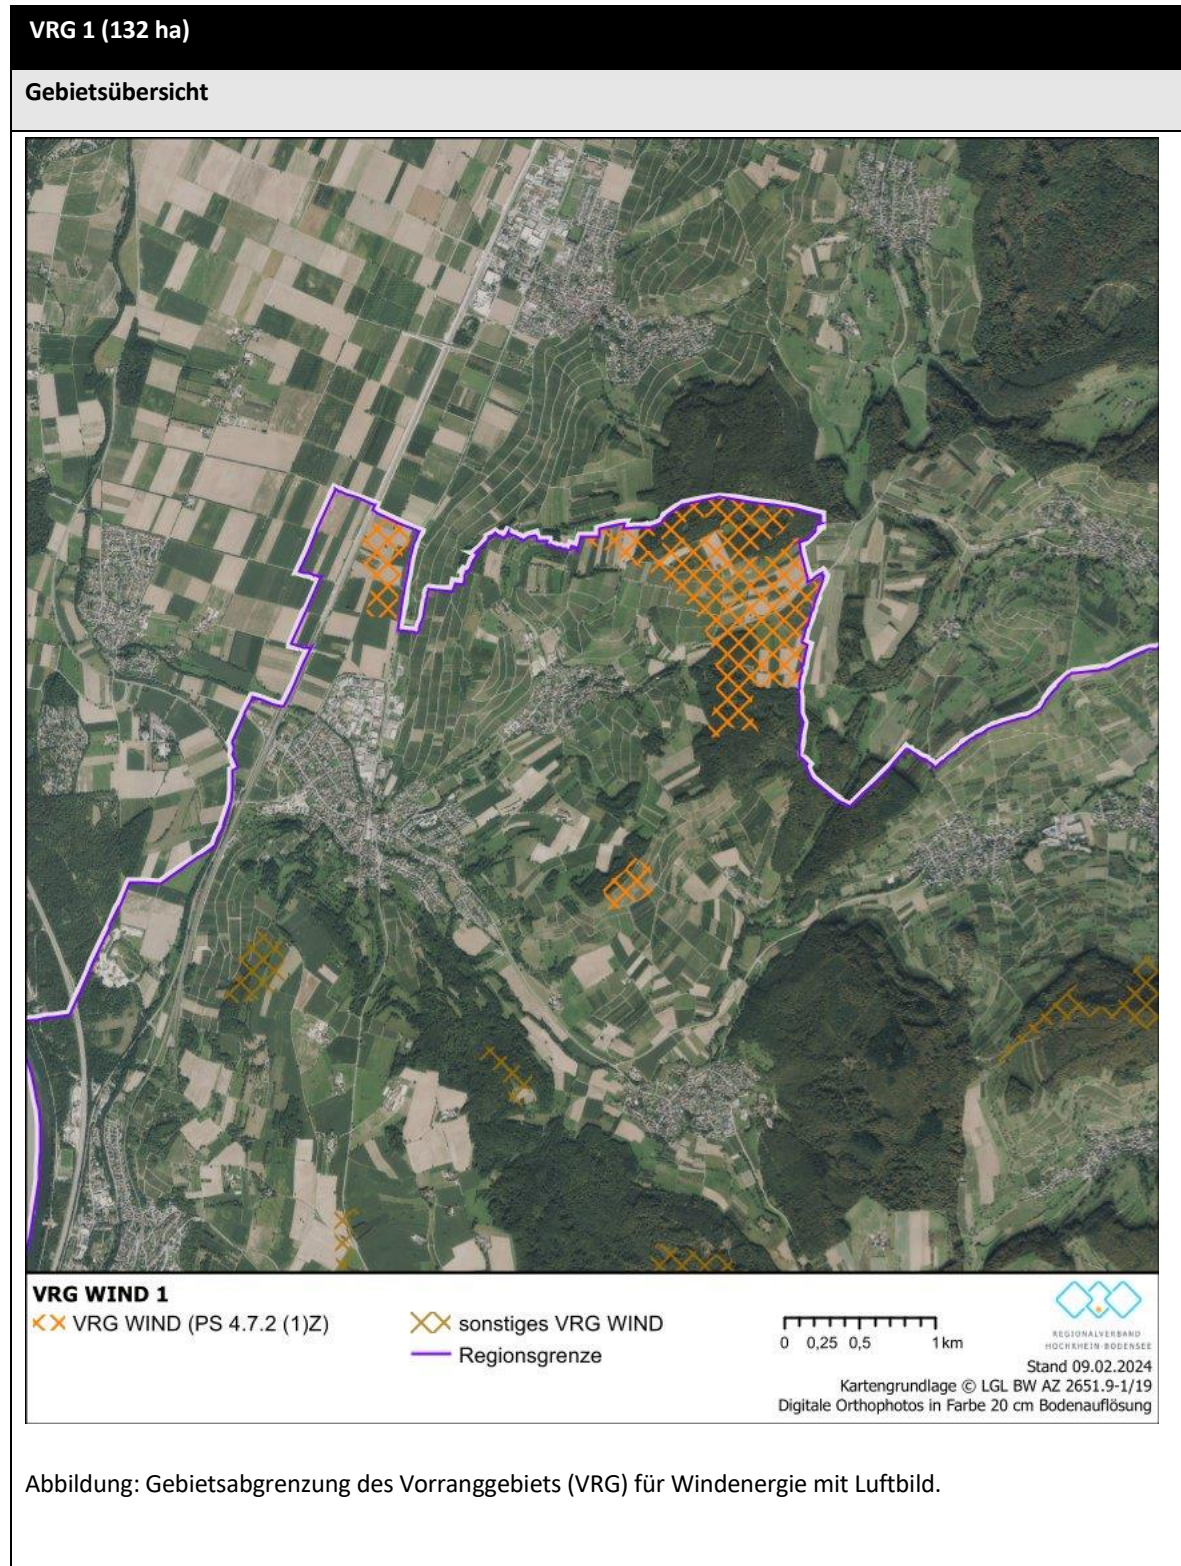 VRG 1 (132 ha)
Gebietsübersicht
VRG WIND 1
VRG WIND (PS 4.7.2 (1)Z)
sonstiges VRG WIND
Regionsgrenze
0 0,25 0,5 1 km
REGIONALVERBAND
HOCHRHEIN-BODENSEE
Stand 09.02.2024
Kartengrundlage © LGL BW AZ 2651.9-1/19
Digitale Orthophotos in Farbe 20 cm Bodenauflösung
Abbildung: Gebietsabgrenzung des Vorranggebiets (VRG) für Windenergie mit Luftbild.